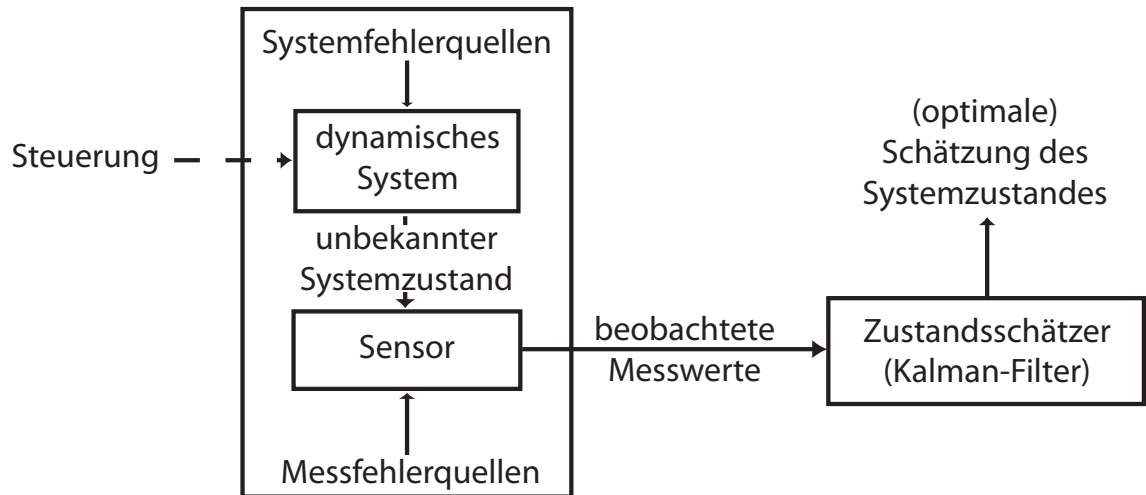 Systemfehlerquellen
Steuerung
dynamisches
System
unbekannter
Systemzustand
Sensor
Messfehlerquellen
beobachtete
Messwerte
Zustandsschätzer
(Kalman-Filter)
(optimale)
Schätzung des
Systemzustandes